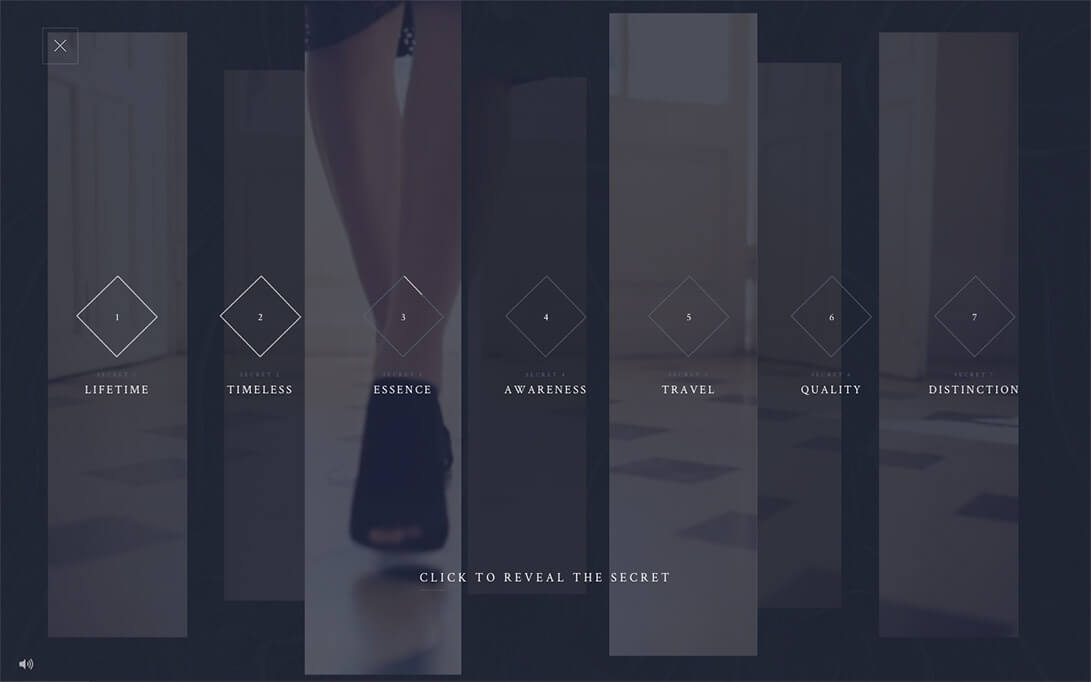 1
SECRET 1
LIFETIME
2
SECRET 2
TIMELESS
3
SECRET 3
ESSENCE
4
SECRET 4
AWARENESS
5
SECRET 5
TRAVEL
6
SECRET 6
QUALITY
7
SECRET 7
DISTINCTION
CLICK TO REVEAL THE SECRET